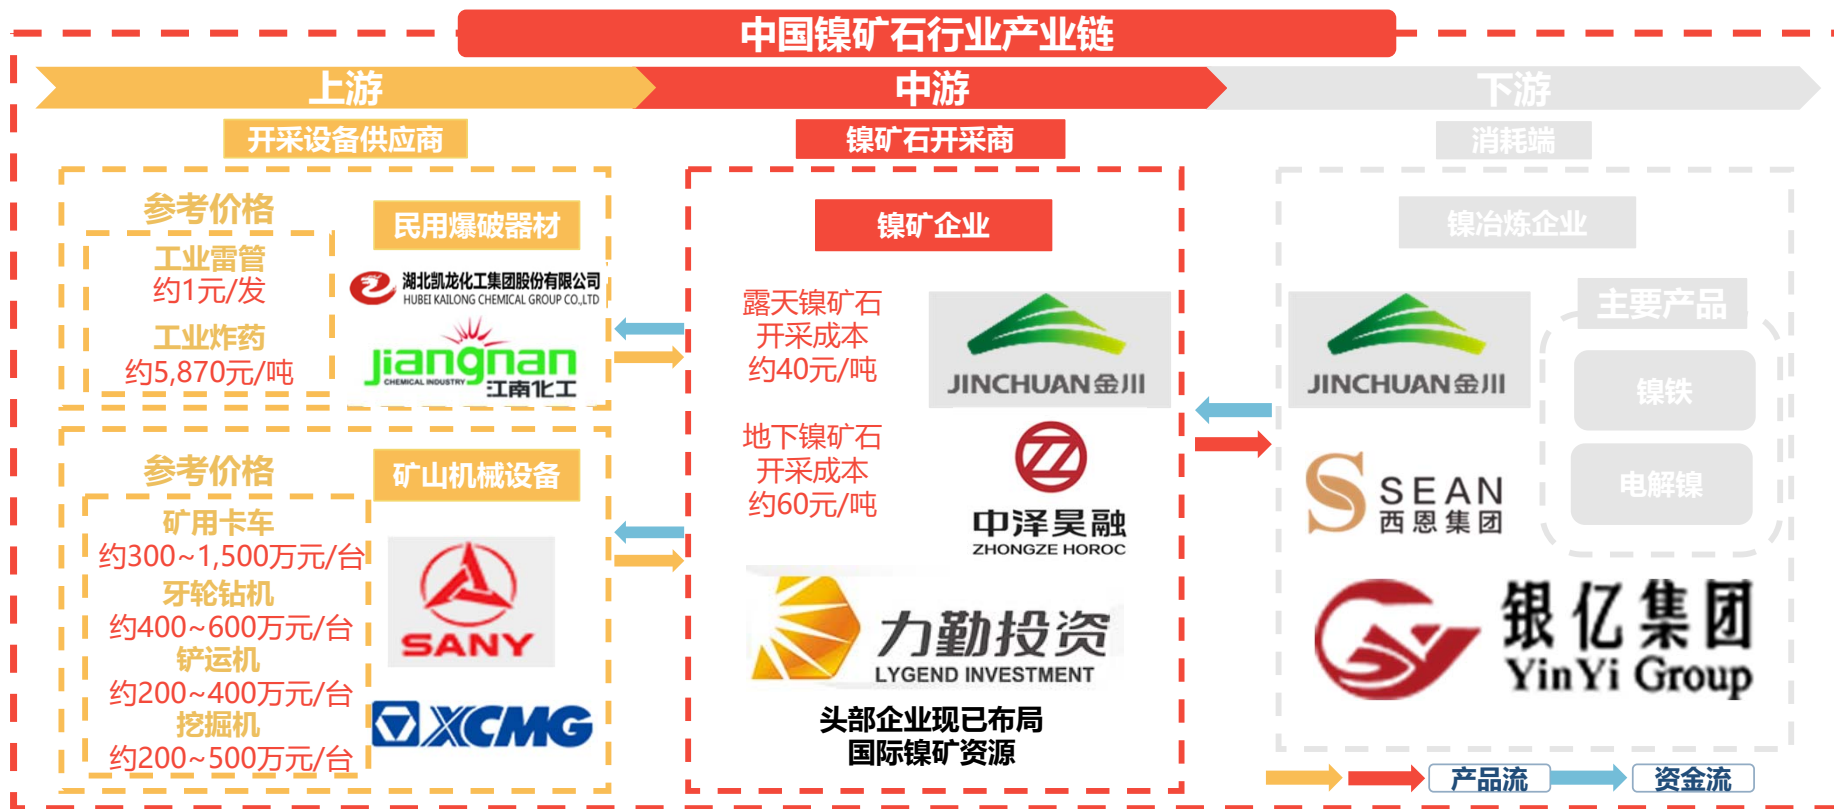 中国镍矿石行业产业链
上游
中游
下游
开采设备供应商
镍矿石开采商
消耗端
参考价格
民用爆破器材
工业雷管
约1元/发
工业炸药
约5,870元/吨
湖北凯龙化工集团股份有限公司
HUBEI KAILONG CHEMICAL GROUP CO.,LTD
Jiangnan
CHEMICAL INDUSTRY
江南化工
参考价格
矿山机械设备
矿用卡车
约300~1,500万元/台
牙轮钻机
约400~600万元/台
铲运机
约200~400万元/台
挖掘机
约200~500万元/台
SANY
XCMG
镍矿企业
露天镍矿石
开采成本
约40元/吨
地下镍矿石
开采成本
约60元/吨
JINCHUAN金川
中泽昊融
ZHONGZE HOROC
力勤投资
LYGEND INVESTMENT
头部企业现已布局
国际镍矿资源
镍冶炼企业
JINCHUAN金川
主要产品
镍铁
电解镍
SEAN
西恩集团
银亿集团
YinYi Group
产品流
资金流